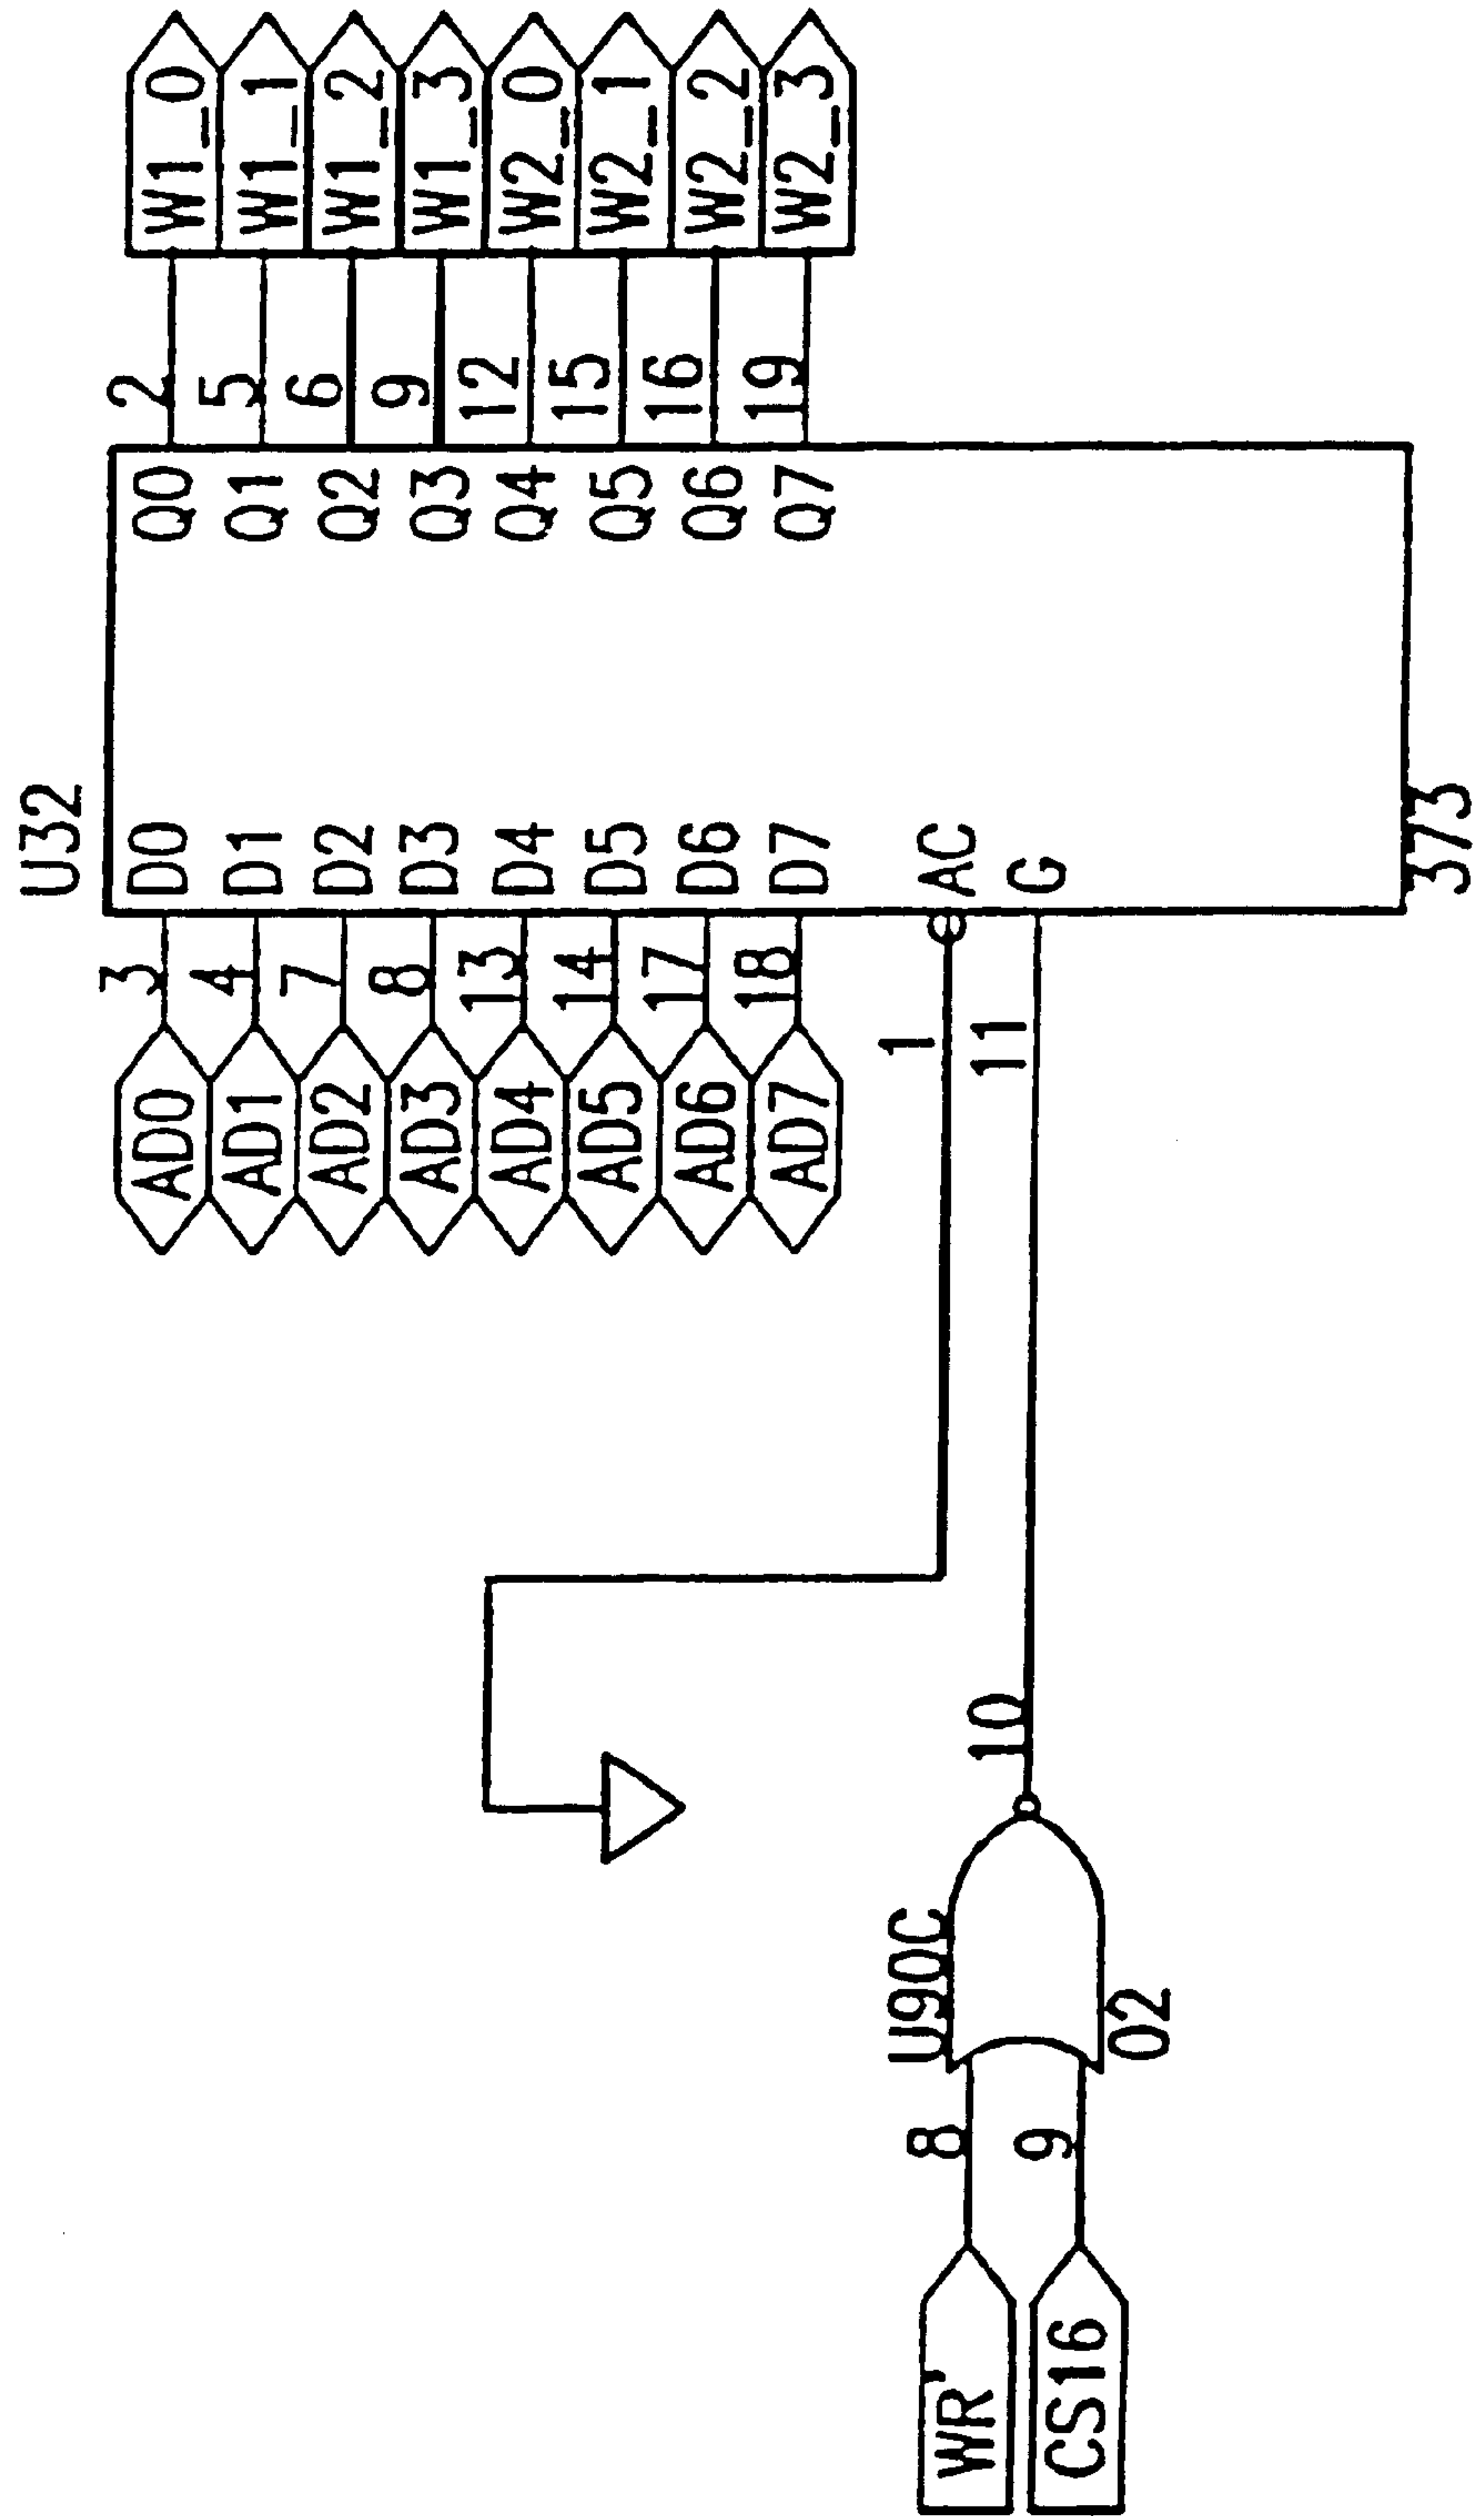 U32
AD0 3 D0 Q0 2 W1_0
AD1 4 D1 Q1 5 W1_1
AD2 7 D2 Q2 6 W1_2
AD3 8 D3 Q3 9 W1_3
AD4 13 D4 Q4 12 W2_0
AD5 14 D5 Q5 15 W2_1
AD6 17 D6 Q6 16 W2_2
AD7 18 D7 Q7 19 W2_3
U90C
WR' 8 1 AC
CS16 9 10 11 G
02
373